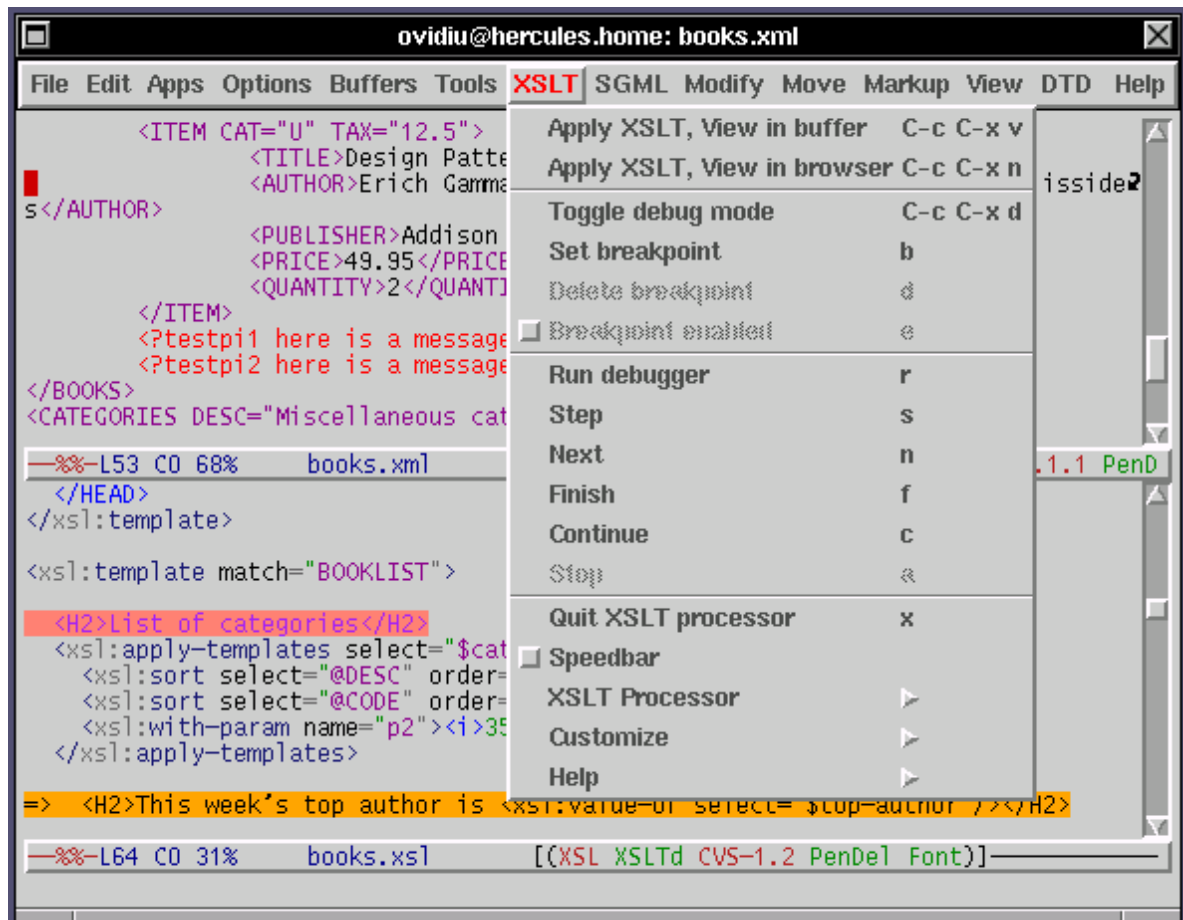 ovidiu@hercules.home: books.xml
File Edit Apps Options Buffers Tools XSLT SGML Modify Move Markup View DTD Help
<ITEM CAT="U" TAX="12.5">
<TITLE>Design Patte
<AUTHOR>Erich Gamma
isside
s</AUTHOR>
<PUBLISHER>Addison
<PRICE>49.95</PRICE
<QUANTITY>2</QUANTI
</ITEM>
<?testpi1 here is a message
<?testpi2 here is a message
</BOOKS>
<CATEGORIES DESC="Miscellaneous cat
—%%—L53 C0 68% books.xml .1.1 PenD
</HEAD>
</xsl:template>
<xsl:template match="BOOKLIST">
<H2>List of categories</H2>
<xsl:apply-templates select="$cat
<xsl:sort select="@DESC" order=
<xsl:sort select="@CODE" order=
<xsl:with-param name="p2"><i>35
</xsl:apply-templates>
=> <H2>This week's top author is <xsl:value-of select="$top-author"/></H2>
—%%—L64 C0 31% books.xsl [(XSL XSLTd CVS-1.2 PenDel Font)]
Apply XSLT, View in buffer C-c C-x v
Apply XSLT, View in browser C-c C-x n
Toggle debug mode C-c C-x d
Set breakpoint b
Delete breakpoint d
Breakpoint enabled e
Run debugger r
Step s
Next n
Finish f
Continue c
Stop a
Quit XSLT processor x
Speedbar
XSLT Processor
Customize
Help